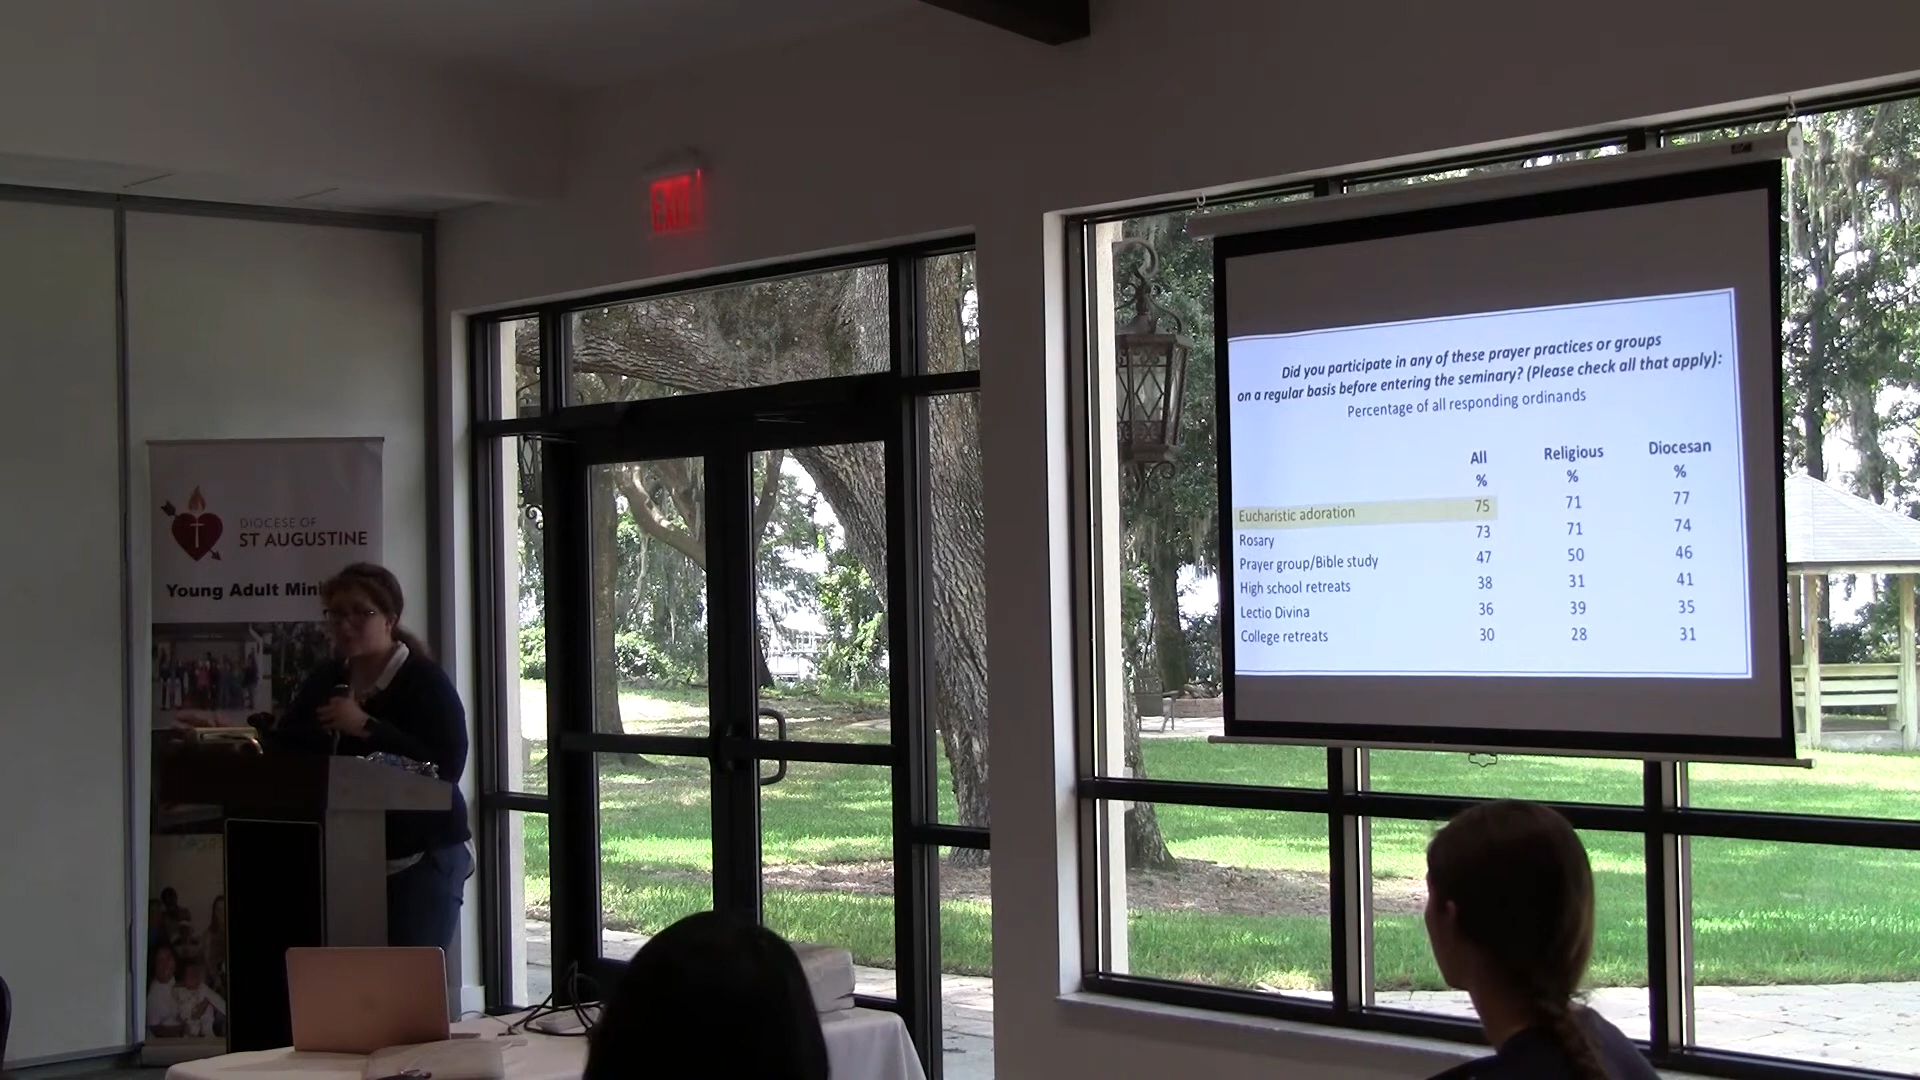 EXIT
DIOCESE OF
ST AUGUSTINE
Young Adult Mini
Did you participate in any of these prayer practices or groups
on a regular basis before entering the seminary? (Please check all that apply):
Percentage of all responding ordinands
All Religious Diocesan
% % %
Eucharistic adoration 75 71 77
Rosary 73 71 74
Prayer group/Bible study 47 50 46
High school retreats 38 31 41
Lectio Divina 36 39 35
College retreats 30 28 31